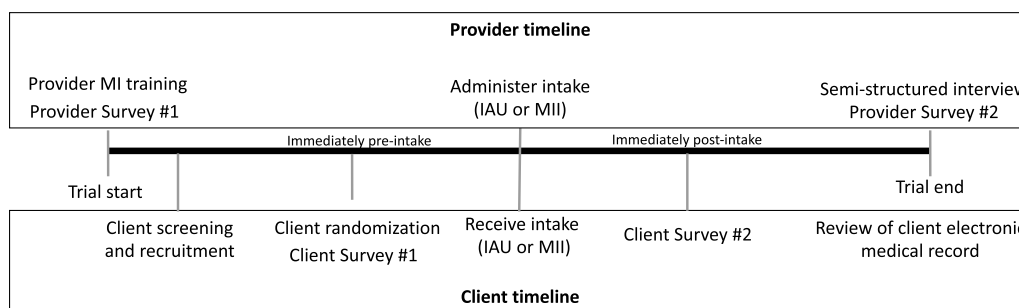 Provider timeline
Provider MI training
Provider Survey #1
Administer intake
(IAU or MII)
Semi-structured interview
Provider Survey #2
Immediately pre-intake
Immediately post-intake
Trial start
Trial end
Client screening
and recruitment
Client randomization
Client Survey #1
Receive intake
(IAU or MII)
Client Survey #2
Review of client electronic
medical record
Client timeline